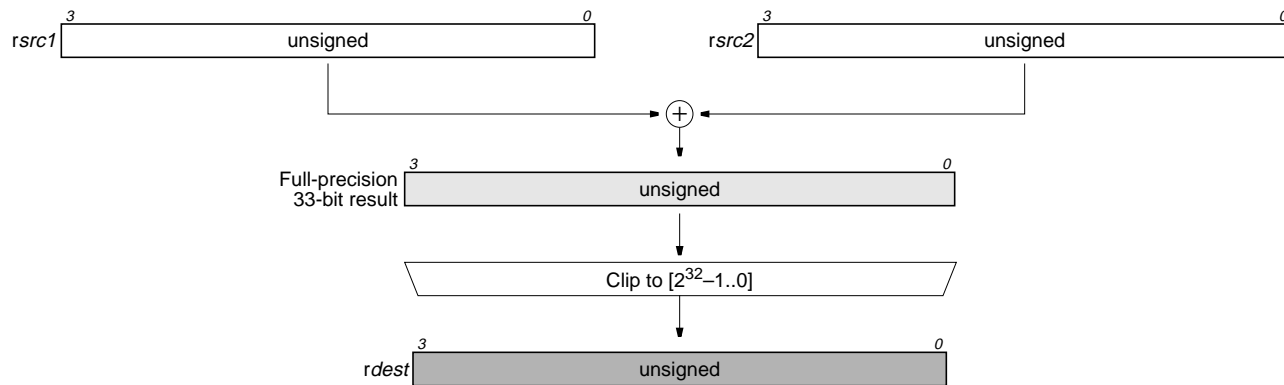 3 0 3 0
rsrc1 unsigned rsrc2 unsigned
+
3 0
Full-precision
33-bit result
unsigned
Clip to [2³²–1..0]
3 0
rdest unsigned